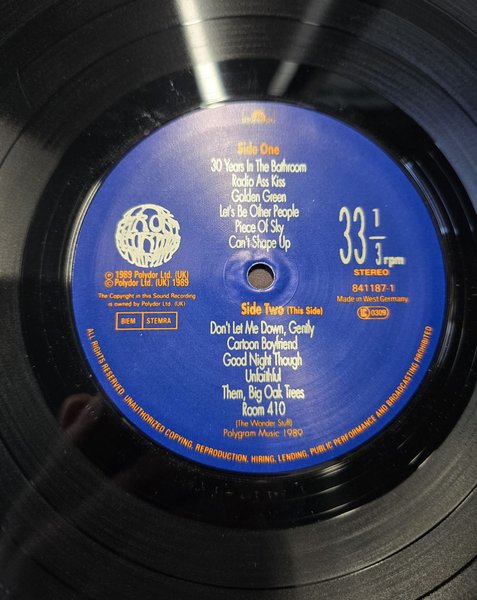 Side One
30 Years In The Bathroom
Radio Ass Kiss
Golden Green
Let's Be Other People
Piece Of Sky
Can't Shape Up
33 1/3 rpm
STEREO
℗ 1989 Polydor Ltd. (UK)
© Polydor Ltd. (UK) 1989
841187-1
The Copyright in this Sound Recording
is owned by Polydor Ltd. (UK)
Made in West Germany
BIEM STEMRA
LC 0309
Side Two (This Side)
Don't Let Me Down, Gently
Cartoon Boyfriend
Good Night Though
Unfaithful
Them, Big Oak Trees
Room 410
(The Wonder Stuff)
Polygram Music 1989
ALL RIGHTS RESERVED. UNAUTHORIZED COPYING, REPRODUCTION, HIRING, LENDING, PUBLIC PERFORMANCE AND BROADCASTING PROHIBITED